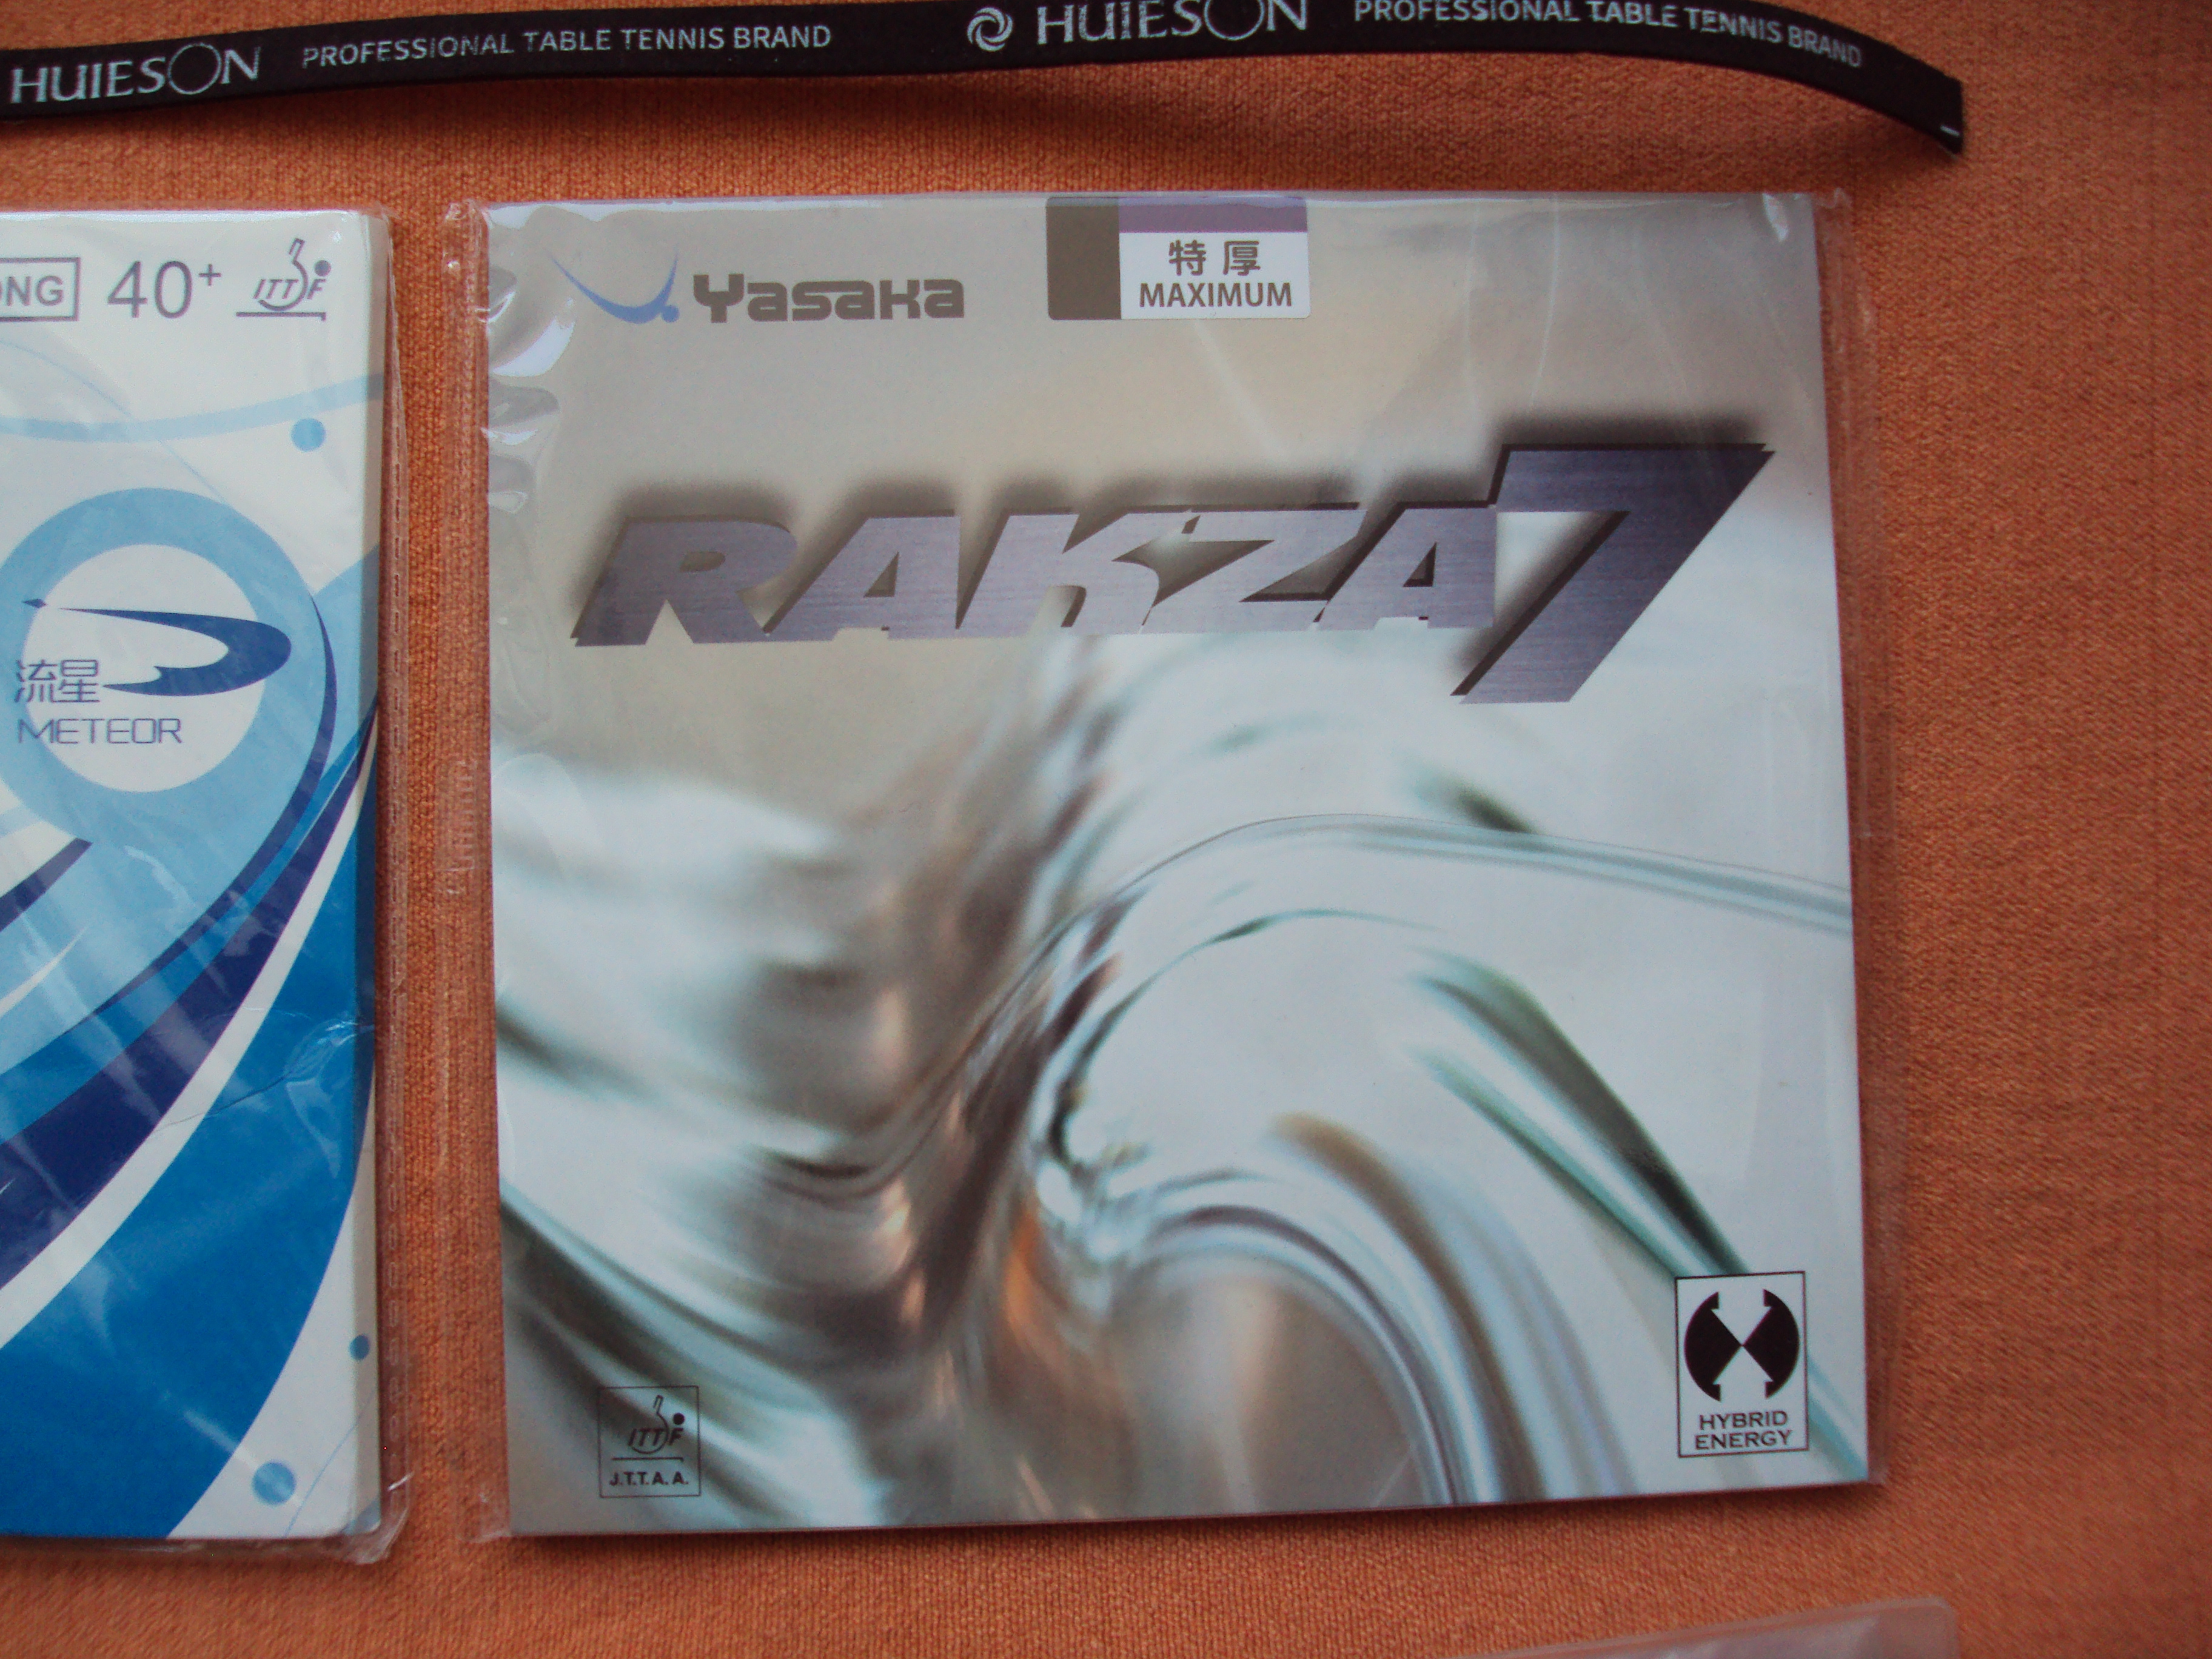 HUIESON PROFESSIONAL TABLE TENNIS BRAND HUIESON PROFESSIONAL TABLE TENNIS BRAND
40+
ITTF
流星
METEOR
Yasaka
特厚
MAXIMUM
RAKZA7
ITTF
J.T.T.A.A.
HYBRID
ENERGY